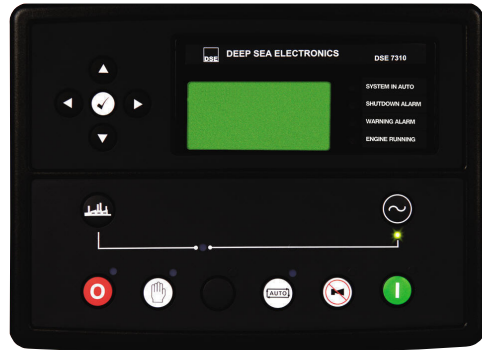 DSE DEEP SEA ELECTRONICS DSE 7310
SYSTEM IN AUTO
SHUTDOWN ALARM
WARNING ALARM
ENGINE RUNNING
O AUTO I